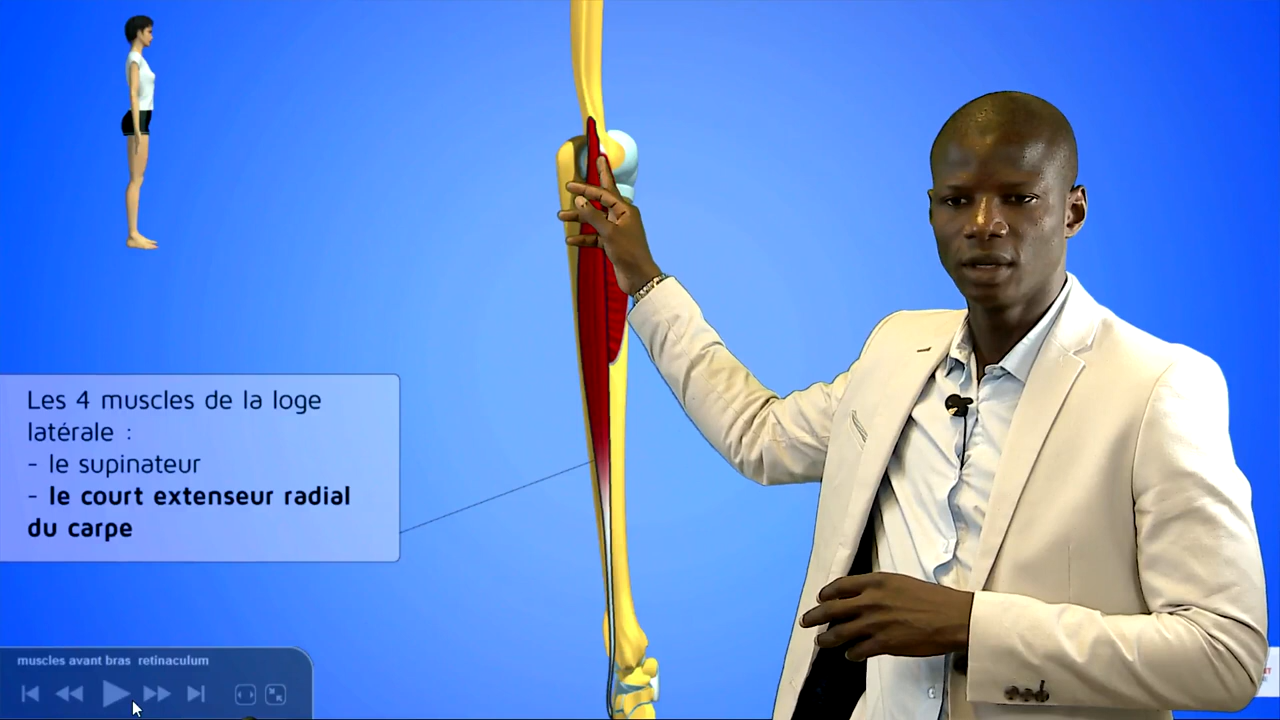 Les 4 muscles de la loge
latérale :
- le supinateur
- le court extenseur radial
du carpe
muscles avant bras retinaculum